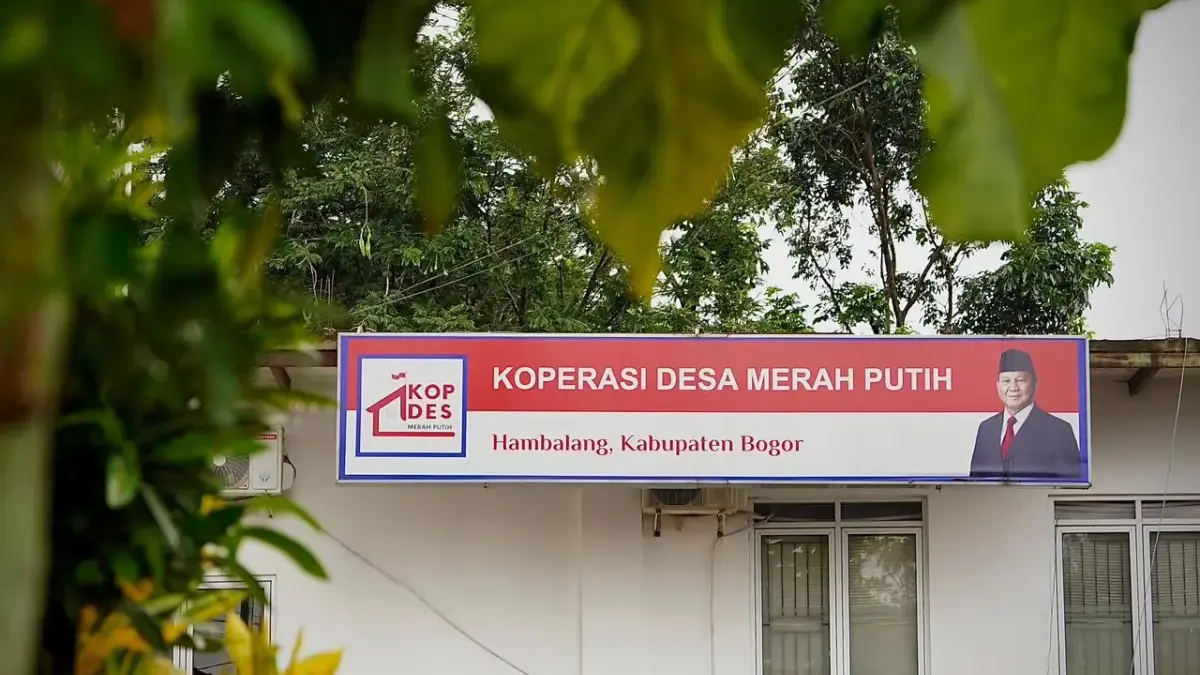 KOP
DES
MERAH PUTIH
KOPERASI DESA MERAH PUTIH
Hambalang, Kabupaten Bogor